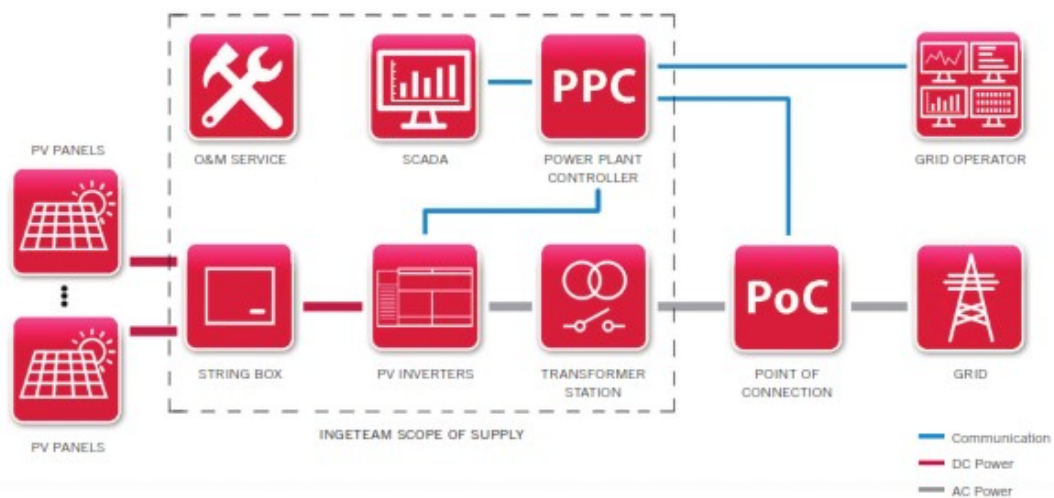 PPC
O&M SERVICE
SCADA
POWER PLANT
CONTROLLER
GRID OPERATOR
PV PANELS
PoC
STRING BOX
PV INVERTERS
TRANSFORMER
STATION
POINT OF
CONNECTION
GRID
PV PANELS
INGETEAM SCOPE OF SUPPLY
Communication
DC Power
AC Power